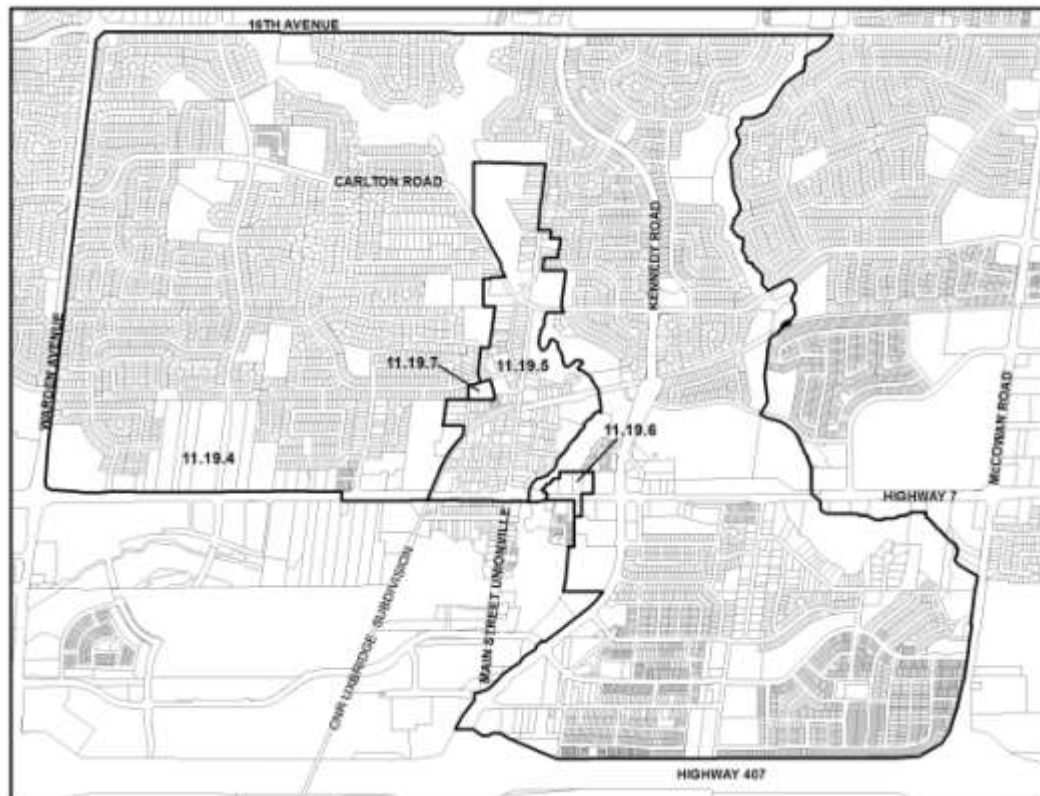 16TH AVENUE
CARLTON ROAD
KENNEDY ROAD
WARDEN AVENUE
11.19.7
11.19.5
McCOWAN ROAD
11.19.6
11.19.4
HIGHWAY 7
MAIN STREET UNIONVILLE
CNR UXBRIDGE SUBDIVISION
HIGHWAY 407